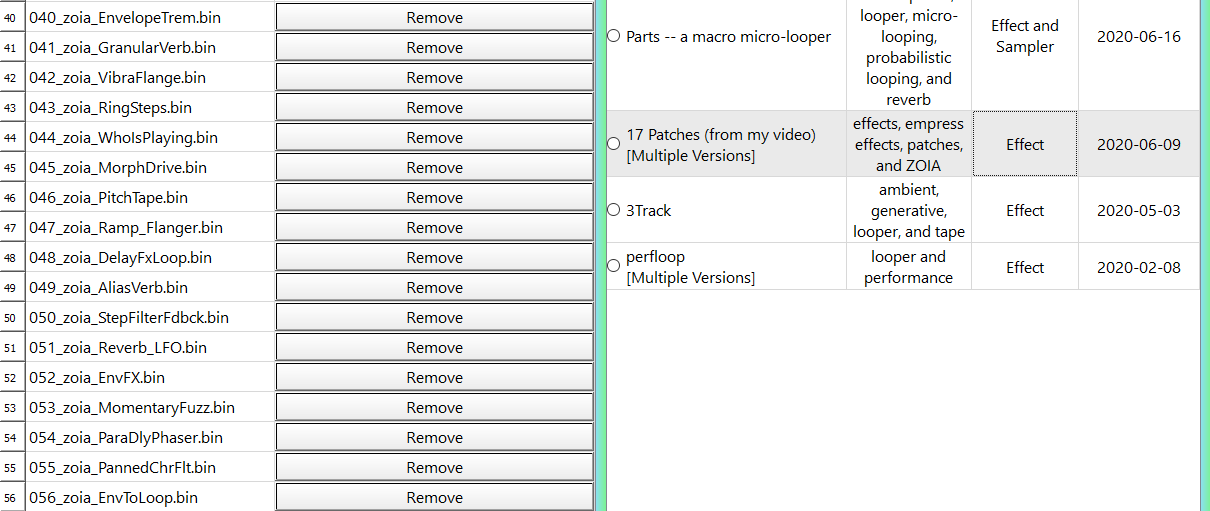 40 040_zoia_EnvelopeTrem.bin Remove
41 041_zoia_GranularVerb.bin Remove
42 042_zoia_VibraFlange.bin Remove
43 043_zoia_RingSteps.bin Remove
44 044_zoia_WhoIsPlaying.bin Remove
45 045_zoia_MorphDrive.bin Remove
46 046_zoia_PitchTape.bin Remove
47 047_zoia_Ramp_Flanger.bin Remove
48 048_zoia_DelayFxLoop.bin Remove
49 049_zoia_AliasVerb.bin Remove
50 050_zoia_StepFilterFdbck.bin Remove
51 051_zoia_Reverb_LFO.bin Remove
52 052_zoia_EnvFX.bin Remove
53 053_zoia_MomentaryFuzz.bin Remove
54 054_zoia_ParaDlyPhaser.bin Remove
55 055_zoia_PannedChrFlt.bin Remove
56 056_zoia_EnvToLoop.bin Remove
Parts -- a macro micro-looper
looper, micro-
looping,
probabilistic
looping, and
reverb
Effect and
Sampler
2020-06-16
17 Patches (from my video)
[Multiple Versions]
effects, empress
effects, patches,
and ZOIA
Effect
2020-06-09
3Track
ambient,
generative,
looper, and tape
Effect
2020-05-03
perfloop
[Multiple Versions]
looper and
performance
Effect
2020-02-08